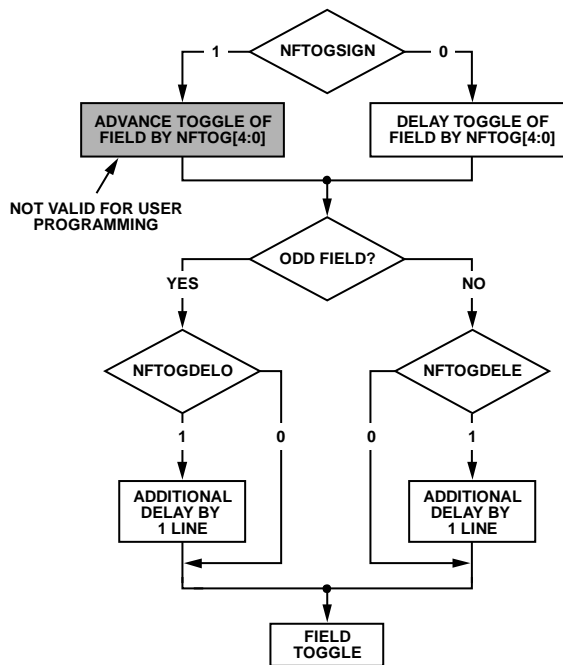 NFTOGSIGN
1
0
ADVANCE TOGGLE OF
FIELD BY NFTOG[4:0]
DELAY TOGGLE OF
FIELD BY NFTOG[4:0]
NOT VALID FOR USER
PROGRAMMING
ODD FIELD?
YES
NO
NFTOGDELO
NFTOGDELE
1
0
0
1
ADDITIONAL
DELAY BY
1 LINE
ADDITIONAL
DELAY BY
1 LINE
FIELD
TOGGLE